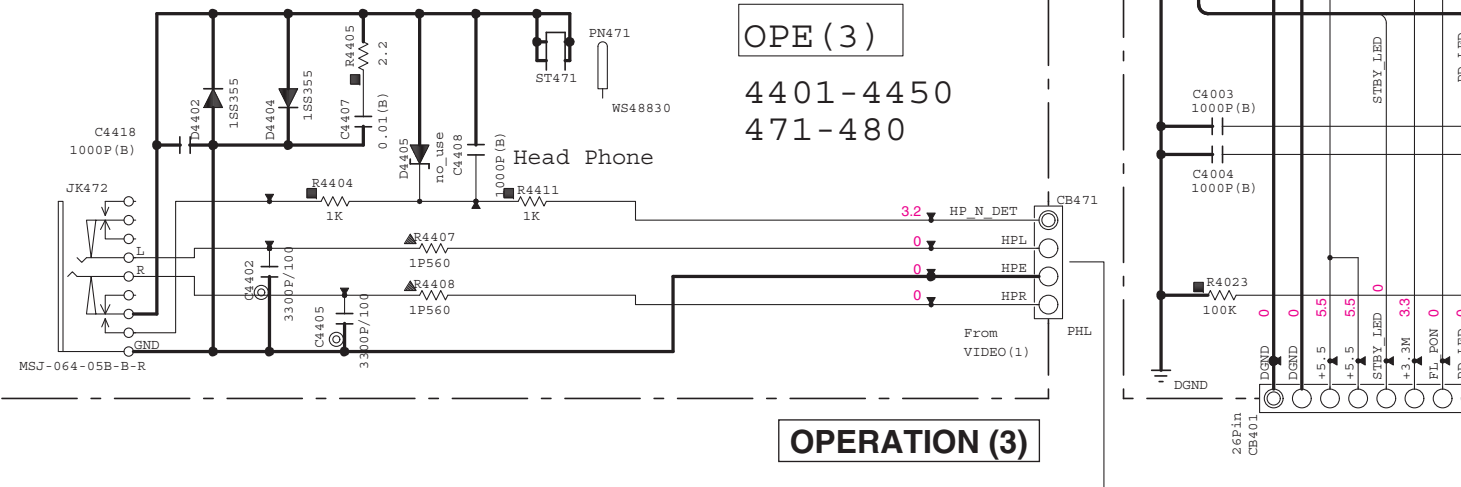 OPE(3)
4401-4450
471-480
PN471
ST471
WS48830
R4405
2.2
D4402
1SS355
D4404
1SS355
C4407
0.01(B)
C4418
1000P(B)
D4405
no_use
C4408
1000P(B)
Head Phone
JK472
R4404
1K
R4411
1K
3.2
HP_N_DET
CB471
L
R4407
1P560
0
HPL
R
C4402
3300P/100
0
HPE
R4408
1P560
0
HPR
C4405
3300P/100
GND
MSJ-064-05B-B-R
From
VIDEO(1)
PHL
OPERATION (3)
STBY_LED
C4003
1000P(B)
C4004
1000P(B)
R4023
100K
DGND
0
0
5.5
5.5
0
3.3
0
DGND
DGND
+5.5
+5.5
STBY_LED
+3.3M
FL_PON
26Pin
CB401